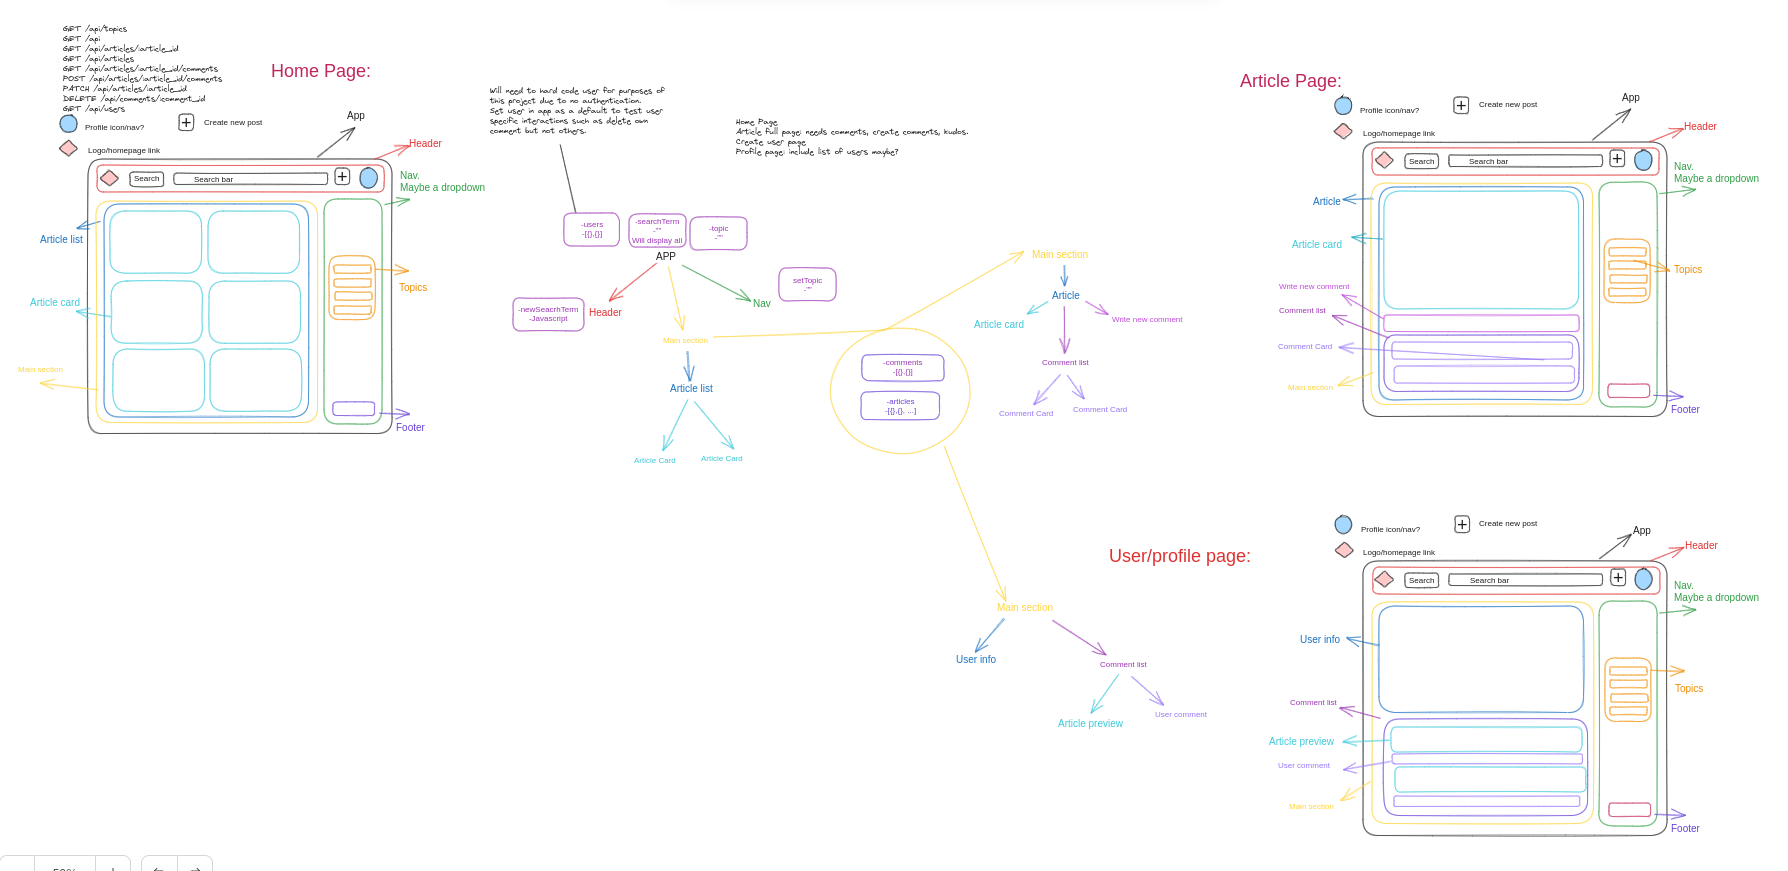 GET /api/topics
GET /api
GET /api/articles/:article_id
GET /api/articles
GET /api/articles/:article_id/comments
POST /api/articles/:article_id/comments
PATCH /api/articles/:article_id
DELETE /api/comments/:comment_id
GET /api/users
Home Page:
Profile icon/nav?
Create new post
Logo/homepage link
App
Header
Search
Search bar
Nav.
Maybe a dropdown
Article list
Topics
Article card
Main section
Footer
Will need to hard code user for purposes of
this project due to no authentication.
Set user in app as a default to test user
specific interactions such as delete own
comment but not others.
Home Page
Article full page: needs comments, create comments, kudos.
Create user page
Profile page: include list of users maybe?
-users
-[{},{}]
-searchTerm
-""
Will display all
-topic
-""
APP
setTopic
-""
-newSeacrhTerm
-Javascript
Header
Nav
Main section
Article list
Article Card
Article Card
-comments
-[{},{}]
-articles
-[{},{}, ...]
Main section
Article
Article card
Write new comment
Comment list
Comment Card
Comment Card
Main section
User info
Comment list
Article preview
User comment
Article Page:
Profile icon/nav?
Create new post
Logo/homepage link
App
Header
Search
Search bar
Nav.
Maybe a dropdown
Article
Article card
Topics
Write new comment
Comment list
Comment Card
Main section
Footer
User/profile page:
Profile icon/nav?
Create new post
Logo/homepage link
App
Header
Search
Search bar
Nav.
Maybe a dropdown
User info
Topics
Comment list
Article preview
User comment
Main section
Footer